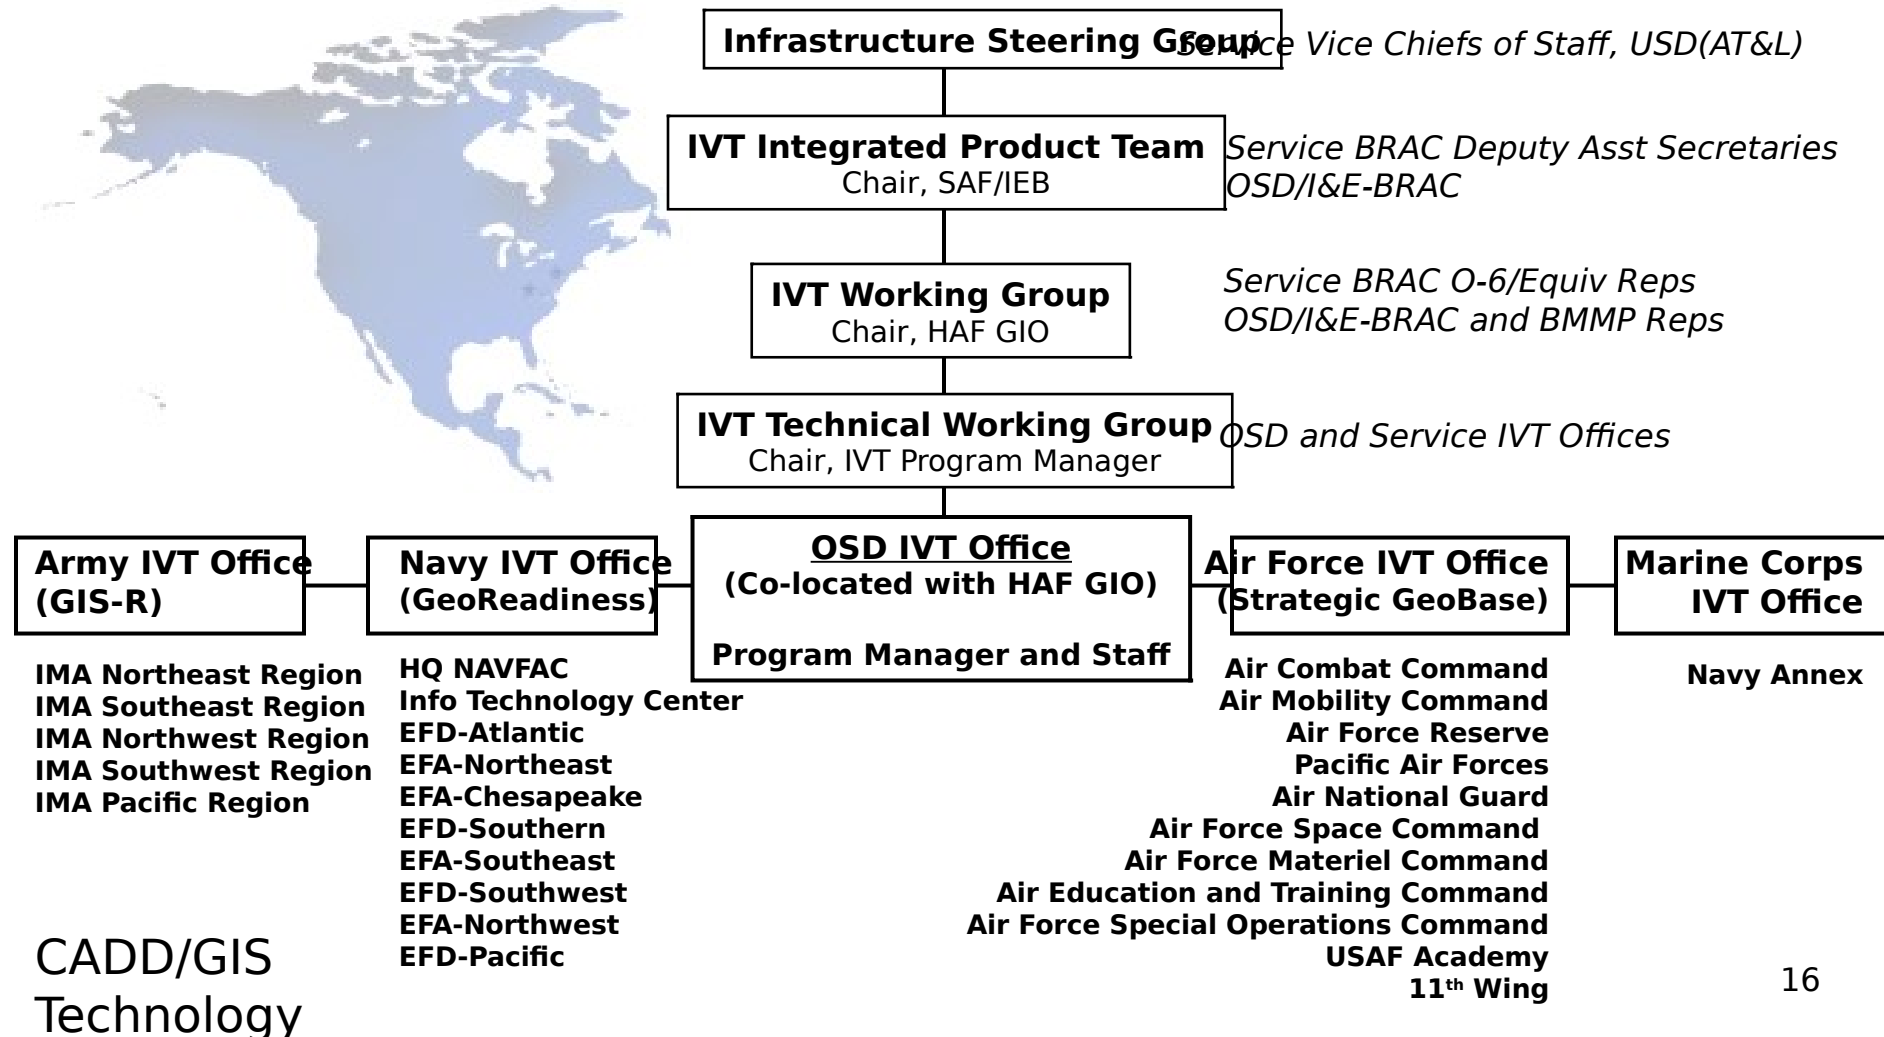 Infrastructure Steering Group
Service Vice Chiefs of Staff, USD(AT&L)
IVT Integrated Product Team
Chair, SAF/IEB
Service BRAC Deputy Asst Secretaries
OSD/I&E-BRAC
IVT Working Group
Chair, HAF GIO
Service BRAC O-6/Equiv Reps
OSD/I&E-BRAC and BMMP Reps
IVT Technical Working Group
Chair, IVT Program Manager
OSD and Service IVT Offices
Army IVT Office
(GIS-R)
IMA Northeast Region
IMA Southeast Region
IMA Northwest Region
IMA Southwest Region
IMA Pacific Region
Navy IVT Office
(GeoReadiness)
HQ NAVFAC
Info Technology Center
EFD-Atlantic
EFA-Northeast
EFA-Chesapeake
EFD-Southern
EFA-Southeast
EFD-Southwest
EFA-Northwest
EFD-Pacific
OSD IVT Office
(Co-located with HAF GIO)
Program Manager and Staff
Air Force IVT Office
(Strategic GeoBase)
Air Combat Command
Air Mobility Command
Air Force Reserve
Pacific Air Forces
Air National Guard
Air Force Space Command
Air Force Materiel Command
Air Education and Training Command
Air Force Special Operations Command
USAF Academy
11th Wing
Marine Corps
IVT Office
Navy Annex
CADD/GIS
Technology
16